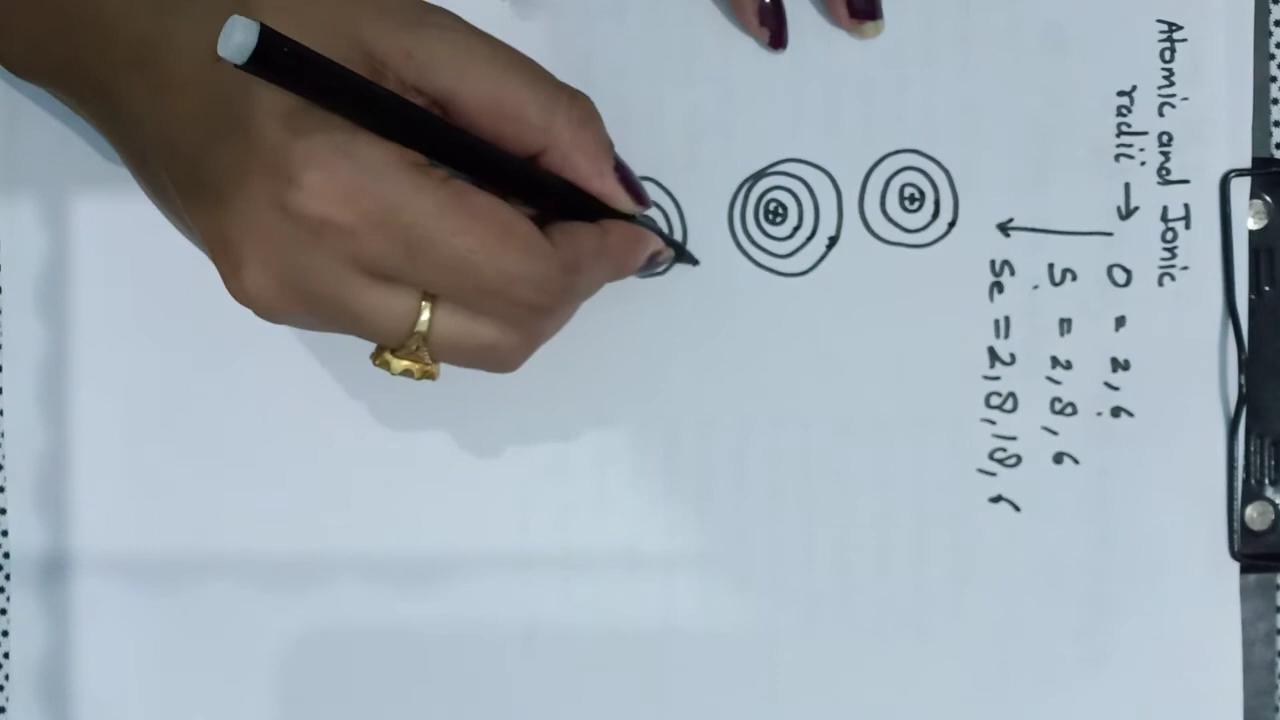 Atomic and Ionic
radii →
O = 2, 6
S = 2, 8, 6
Se = 2, 8, 18, 6